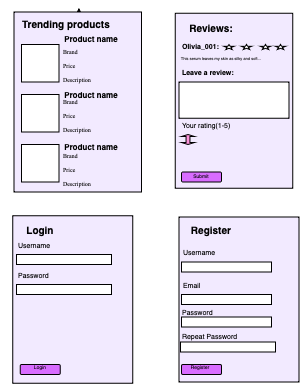 Trending products
Product name
Brand
Price
Description
Product name
Brand
Price
Description
Product name
Brand
Price
Description
Reviews:
Olivia_001:
This serum leaves my skin so silky and soft...
Leave a review:
Your rating(1-5)
Submit
Login
Username
Password
Login
Register
Username
Email
Password
Repeat Password
Register